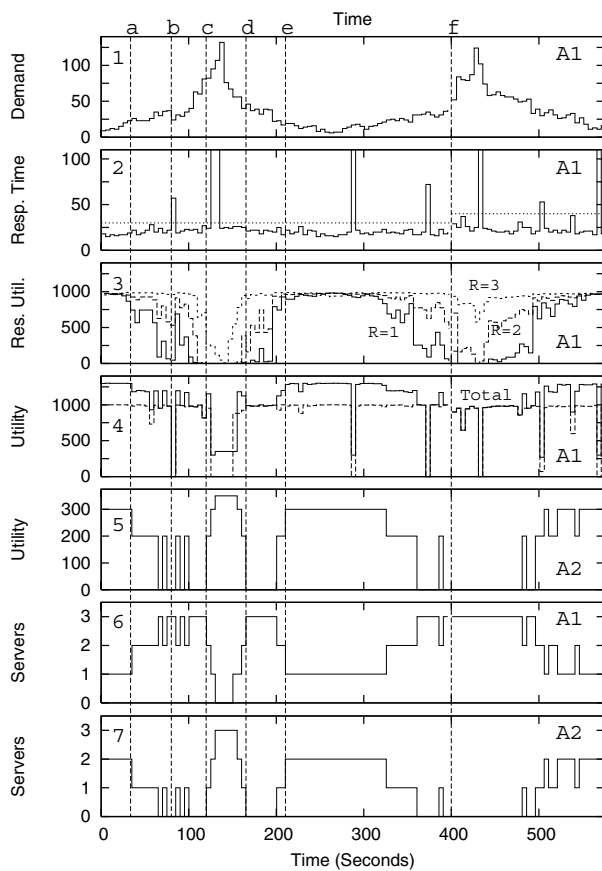 Time
a b c d e f
Demand
100
50
0
1
A1
Resp. Time
100
50
0
2
A1
Res. Util.
1000
500
0
3
R=3
R=1
R=2
A1
Utility
1000
500
0
4
Total
A1
Utility
300
200
100
0
5
A2
Servers
3
2
1
0
6
A1
Servers
3
2
1
0
7
A2
0 100 200 300 400 500
Time (Seconds)